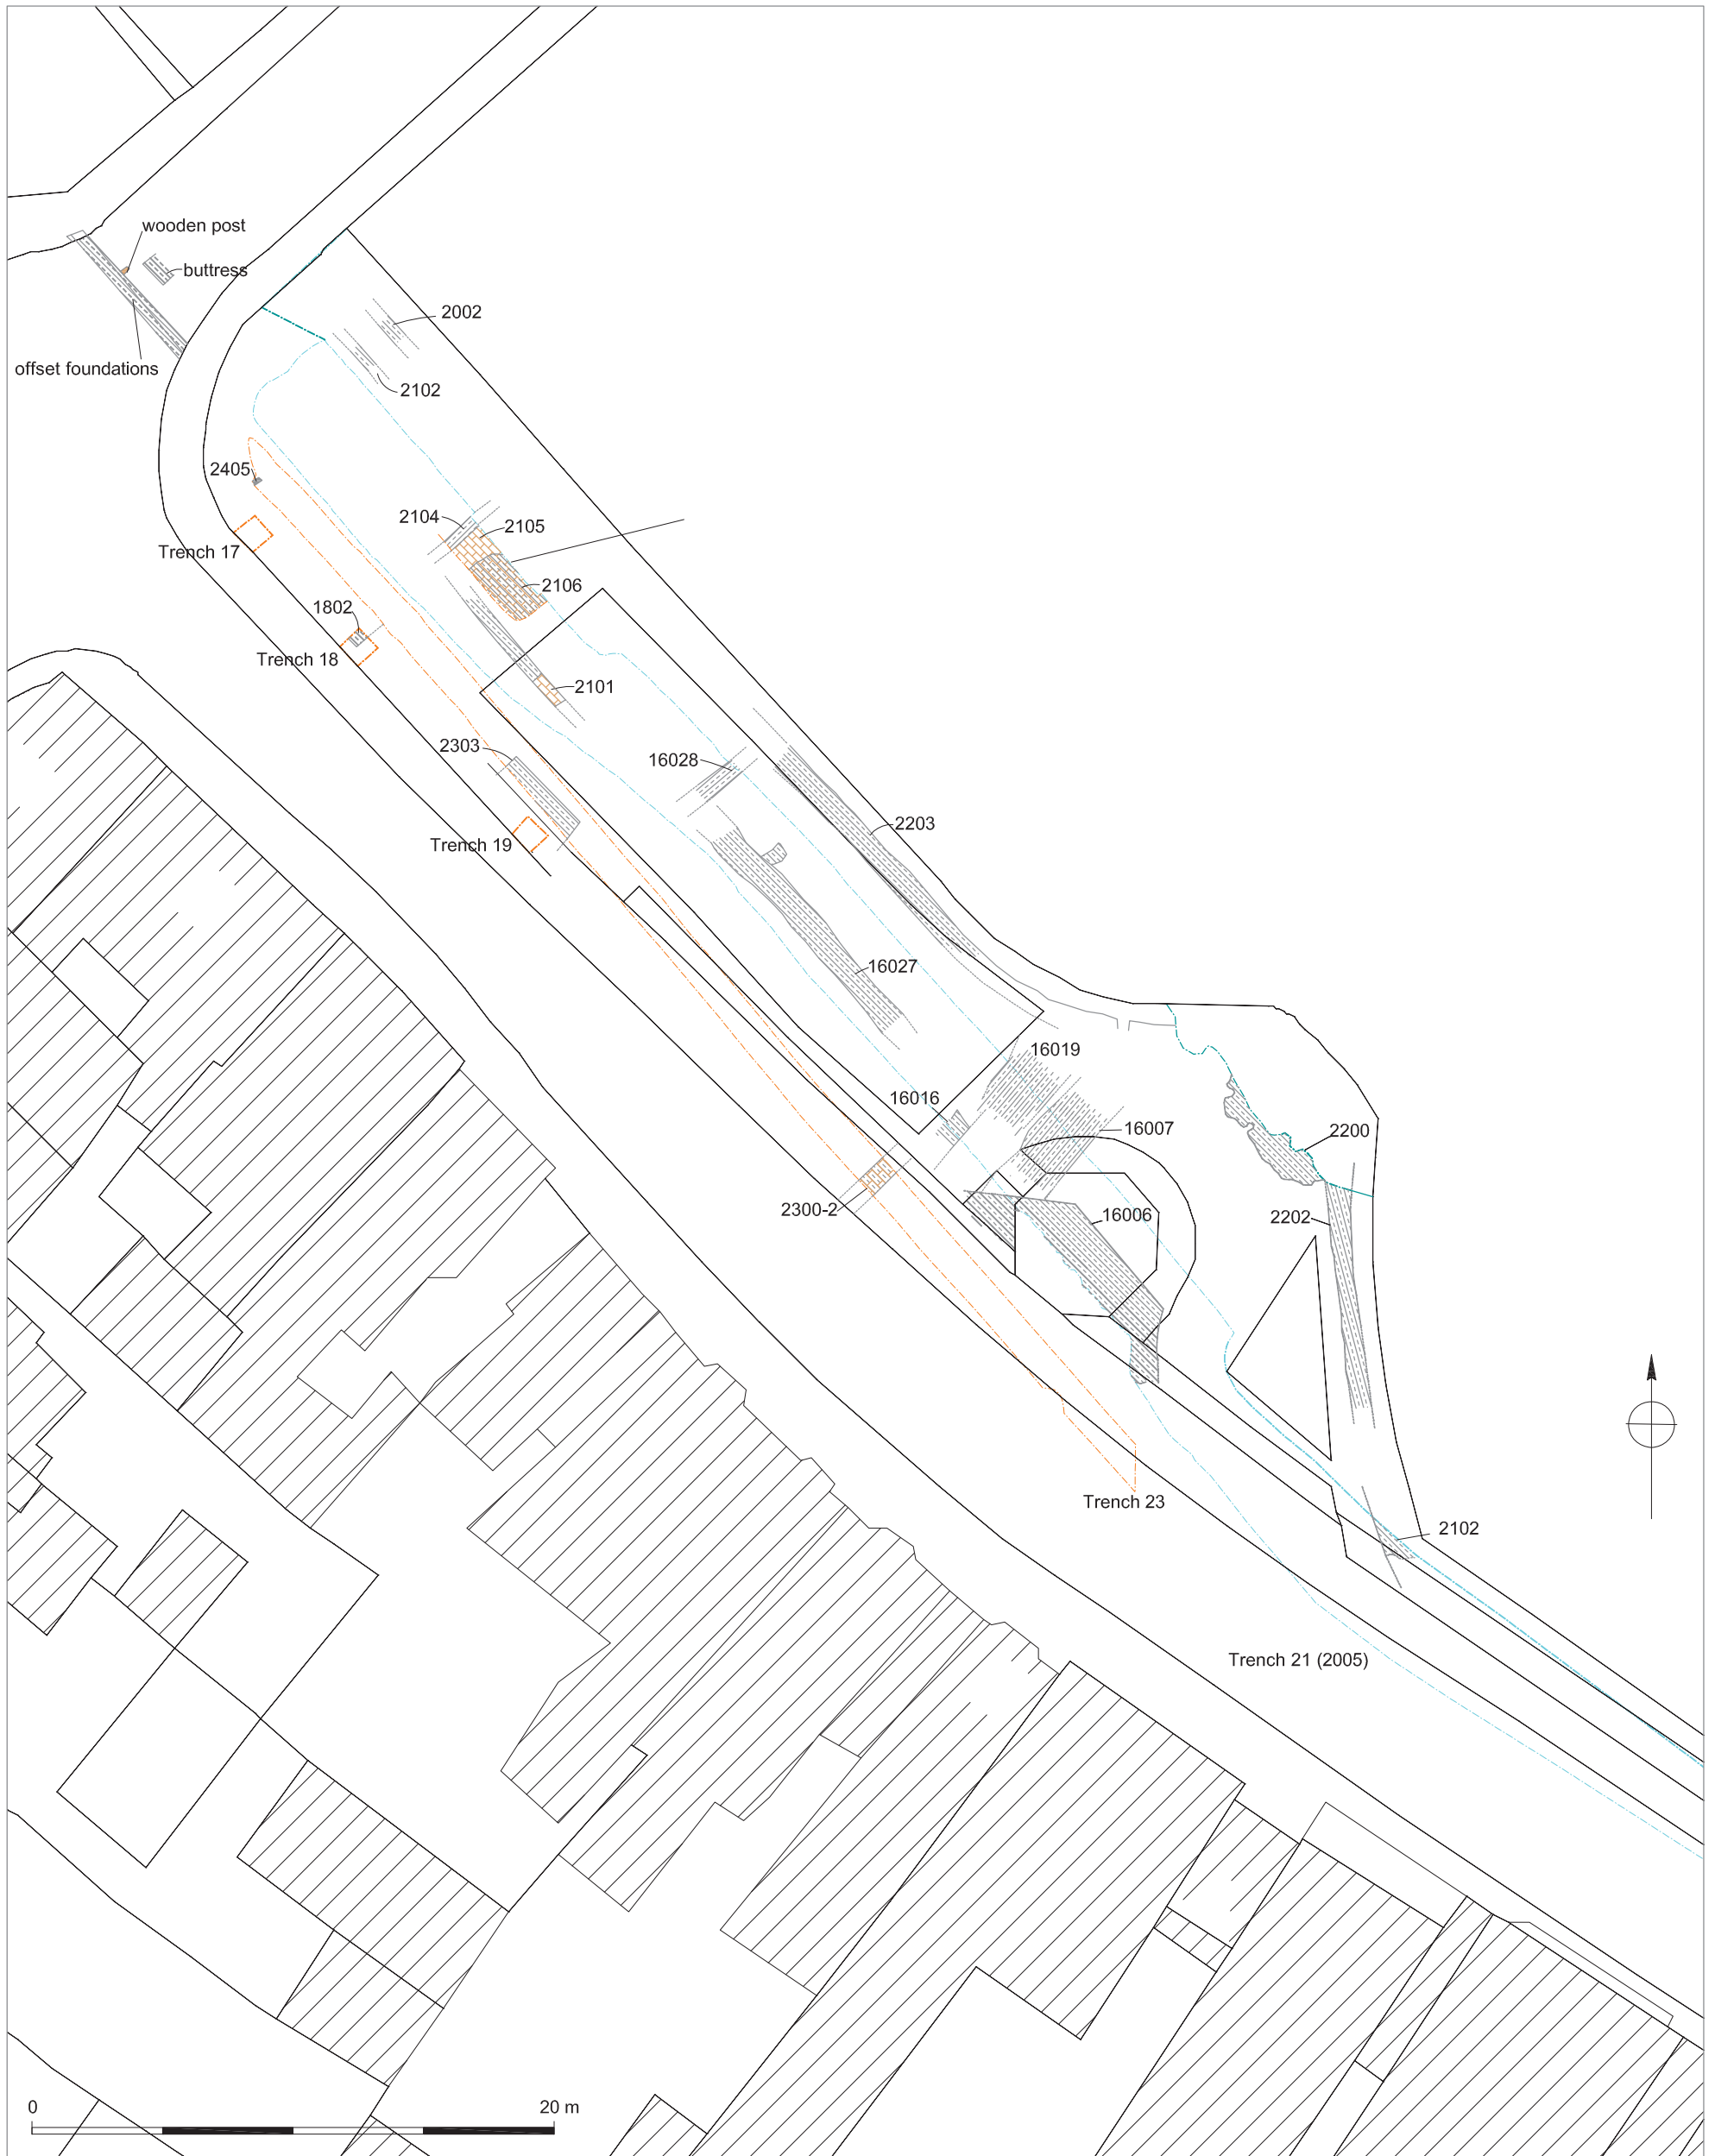 wooden post
buttress
2002
offset foundations
2102
2405
2104
2105
Trench 17
2106
1802
Trench 18
2101
2303
16028
2203
Trench 19
16027
16019
16016
16007
2200
2300-2
16006
2202
Trench 23
2102
Trench 21 (2005)
0
20 m